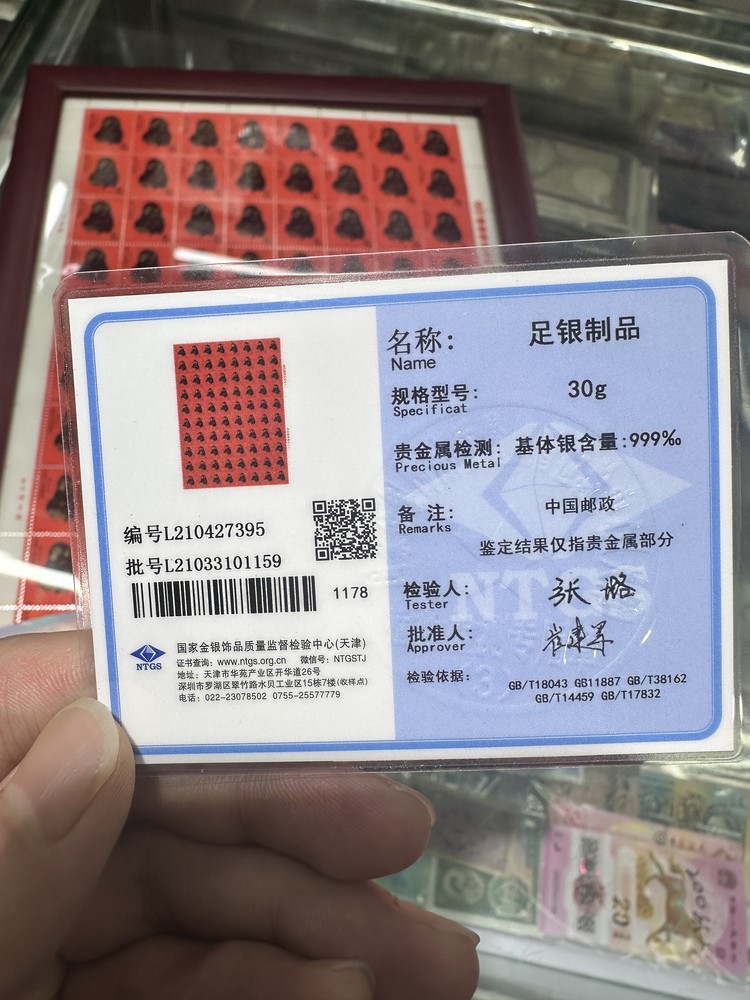 名称: 足银制品
Name
规格型号: 30g
Specificat
贵金属检测: 基体银含量:999‰
Precious Metal
备 注: 中国邮政
Remarks
鉴定结果仅指贵金属部分
检验人: 张璐
Tester
批准人:
Approver
检验依据: GB/T18043 GB11887 GB/T38162
GB/T14459 GB/T17832
编号L210427395
批号L21033101159
1178
NTGS
国家金银饰品质量监督检验中心(天津)
证书查询: www.ntgs.org.cn 微信号: NTGSTJ
地址: 天津市华苑产业区开华道26号
深圳市罗湖区翠竹路水贝工业区15栋7楼(收样点)
电话: 022-23078502 0755-25577779
NTGS